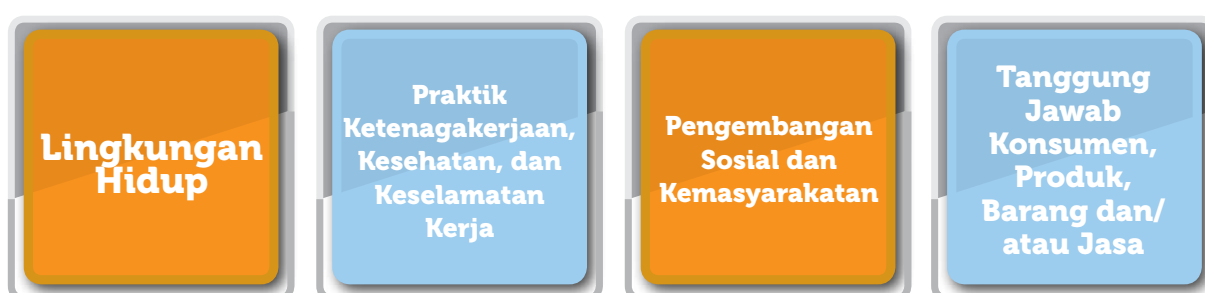 Lingkungan
Hidup
Praktik
Ketenagakerjaan,
Kesehatan, dan
Keselamatan
Kerja
Pengembangan
Sosial dan
Kemasyarakatan
Tanggung
Jawab
Konsumen,
Produk,
Barang dan/
atau Jasa